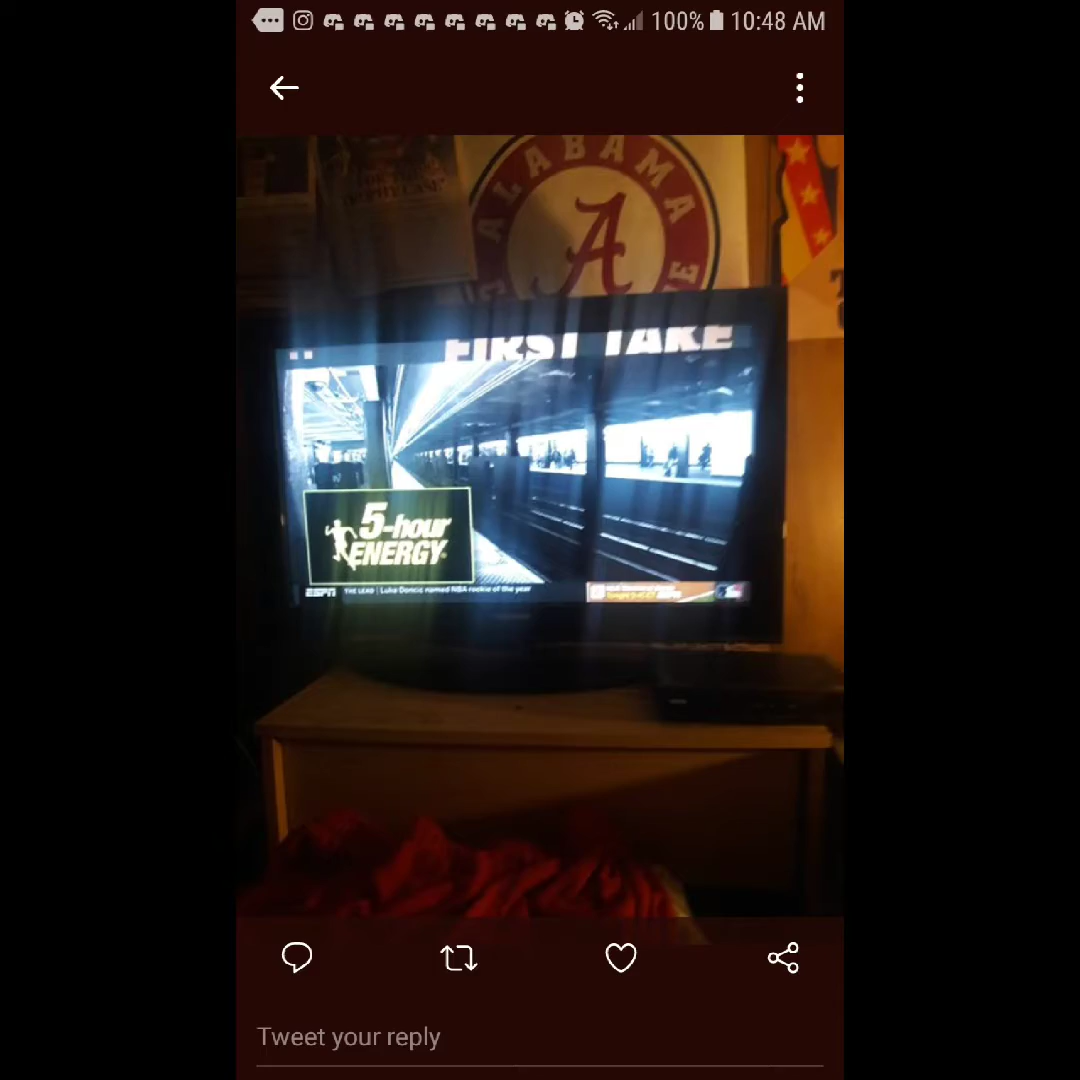 100% 10:48 AM
ALABAMA
A
FIRST TAKE
5-hour
ENERGY
ESPN THE LEAD | Luka Doncic named NBA rookie of the year
Tweet your reply